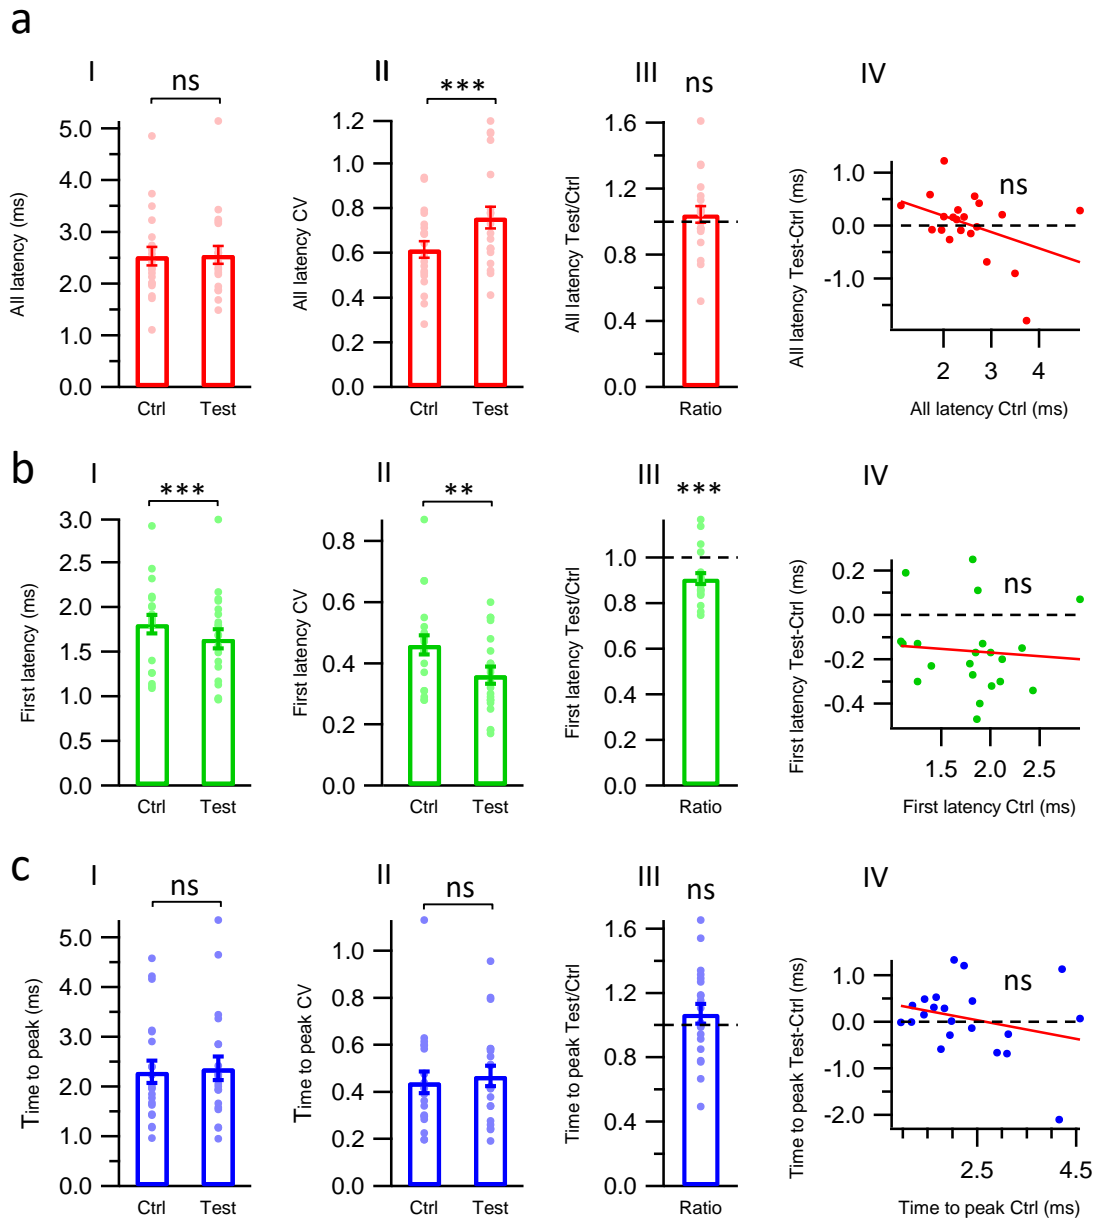 a
I
ns
5.0
4.0
3.0
2.0
1.0
0.0
All latency (ms)
Ctrl
Test
II
***
1.2
1.0
0.8
0.6
0.4
0.2
0.0
All latency CV
Ctrl
Test
III
ns
1.6
1.2
0.8
0.4
0.0
All latency Test/Ctrl
Ratio
IV
ns
1.0
0.0
-1.0
All latency Test-Ctrl (ms)
2
3
4
All latency Ctrl (ms)
b
I
***
3.0
2.5
2.0
1.5
1.0
0.5
0.0
First latency (ms)
Ctrl
Test
II
**
0.8
0.6
0.4
0.2
0.0
First latency CV
Ctrl
Test
III
***
1.0
0.8
0.6
0.4
0.2
0.0
First latency Test/Ctrl
Ratio
IV
ns
0.2
0.0
-0.2
-0.4
First latency Test-Ctrl (ms)
1.5
2.0
2.5
First latency Ctrl (ms)
c
I
ns
5.0
4.0
3.0
2.0
1.0
0.0
Time to peak (ms)
Ctrl
Test
II
ns
1.0
0.8
0.6
0.4
0.2
0.0
Time to peak CV
Ctrl
Test
III
ns
1.6
1.2
0.8
0.4
0.0
Time to peak Test/Ctrl
Ratio
IV
ns
1.0
0.0
-2.0
Time to peak Test-Ctrl (ms)
2.5
4.5
Time to peak Ctrl (ms)